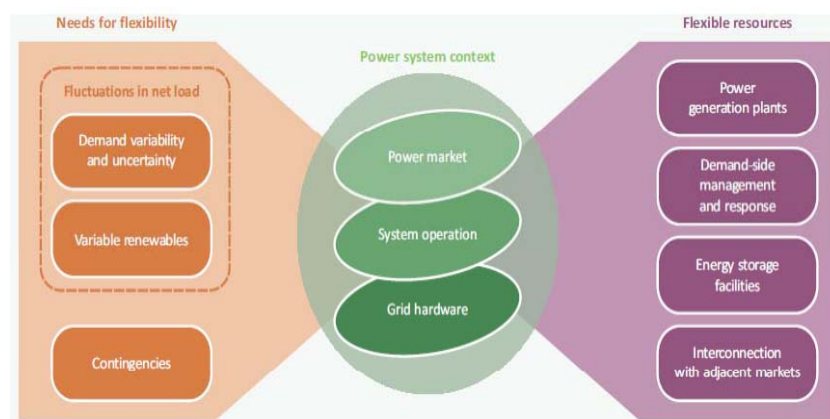 Needs for flexibility
Fluctuations in net load
Demand variability
and uncertainty
Variable renewables
Contingencies
Power system context
Power market
System operation
Grid hardware
Flexible resources
Power
generation plants
Demand-side
management
and response
Energy storage
facilities
Interconnection
with adjacent markets